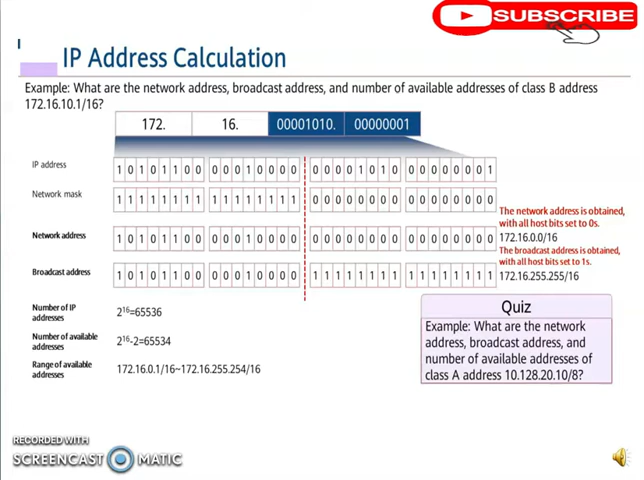 SUBSCRIBE
IP Address Calculation
Example: What are the network address, broadcast address, and number of available addresses of class B address
172.16.10.1/16?
172. 16. 00001010. 00000001
IP address 1 0 1 0 1 1 0 0 0 0 0 1 0 0 0 0 0 0 0 0 1 0 1 0 0 0 0 0 0 0 0 1
Network mask 1 1 1 1 1 1 1 1 1 1 1 1 1 1 1 1 0 0 0 0 0 0 0 0 0 0 0 0 0 0 0 0
The network address is obtained,
with all host bits set to 0s.
Network address 1 0 1 0 1 1 0 0 0 0 0 1 0 0 0 0 0 0 0 0 0 0 0 0 0 0 0 0 0 0 0 0 172.16.0.0/16
The broadcast address is obtained,
with all host bits set to 1s.
Broadcast address 1 0 1 0 1 1 0 0 0 0 0 1 0 0 0 0 1 1 1 1 1 1 1 1 1 1 1 1 1 1 1 1 172.16.255.255/16
Number of IP
addresses
216=65536
Number of available
addresses
216-2=65534
Range of available
addresses
172.16.0.1/16~172.16.255.254/16
Quiz
Example: What are the network
address, broadcast address, and
number of available addresses of
class A address 10.128.20.10/8?
RECORDED WITH
SCREENCAST MATIC